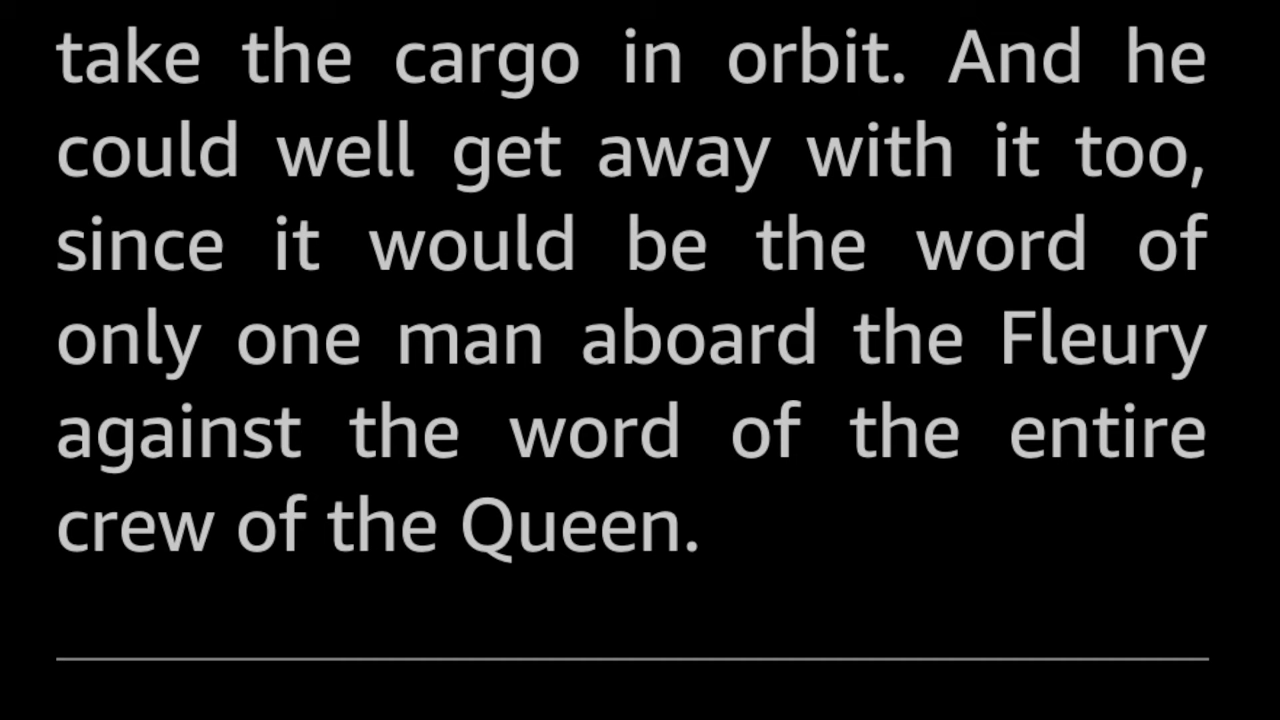 take the cargo in orbit. And he
could well get away with it too,
since it would be the word of
only one man aboard the Fleury
against the word of the entire
crew of the Queen.